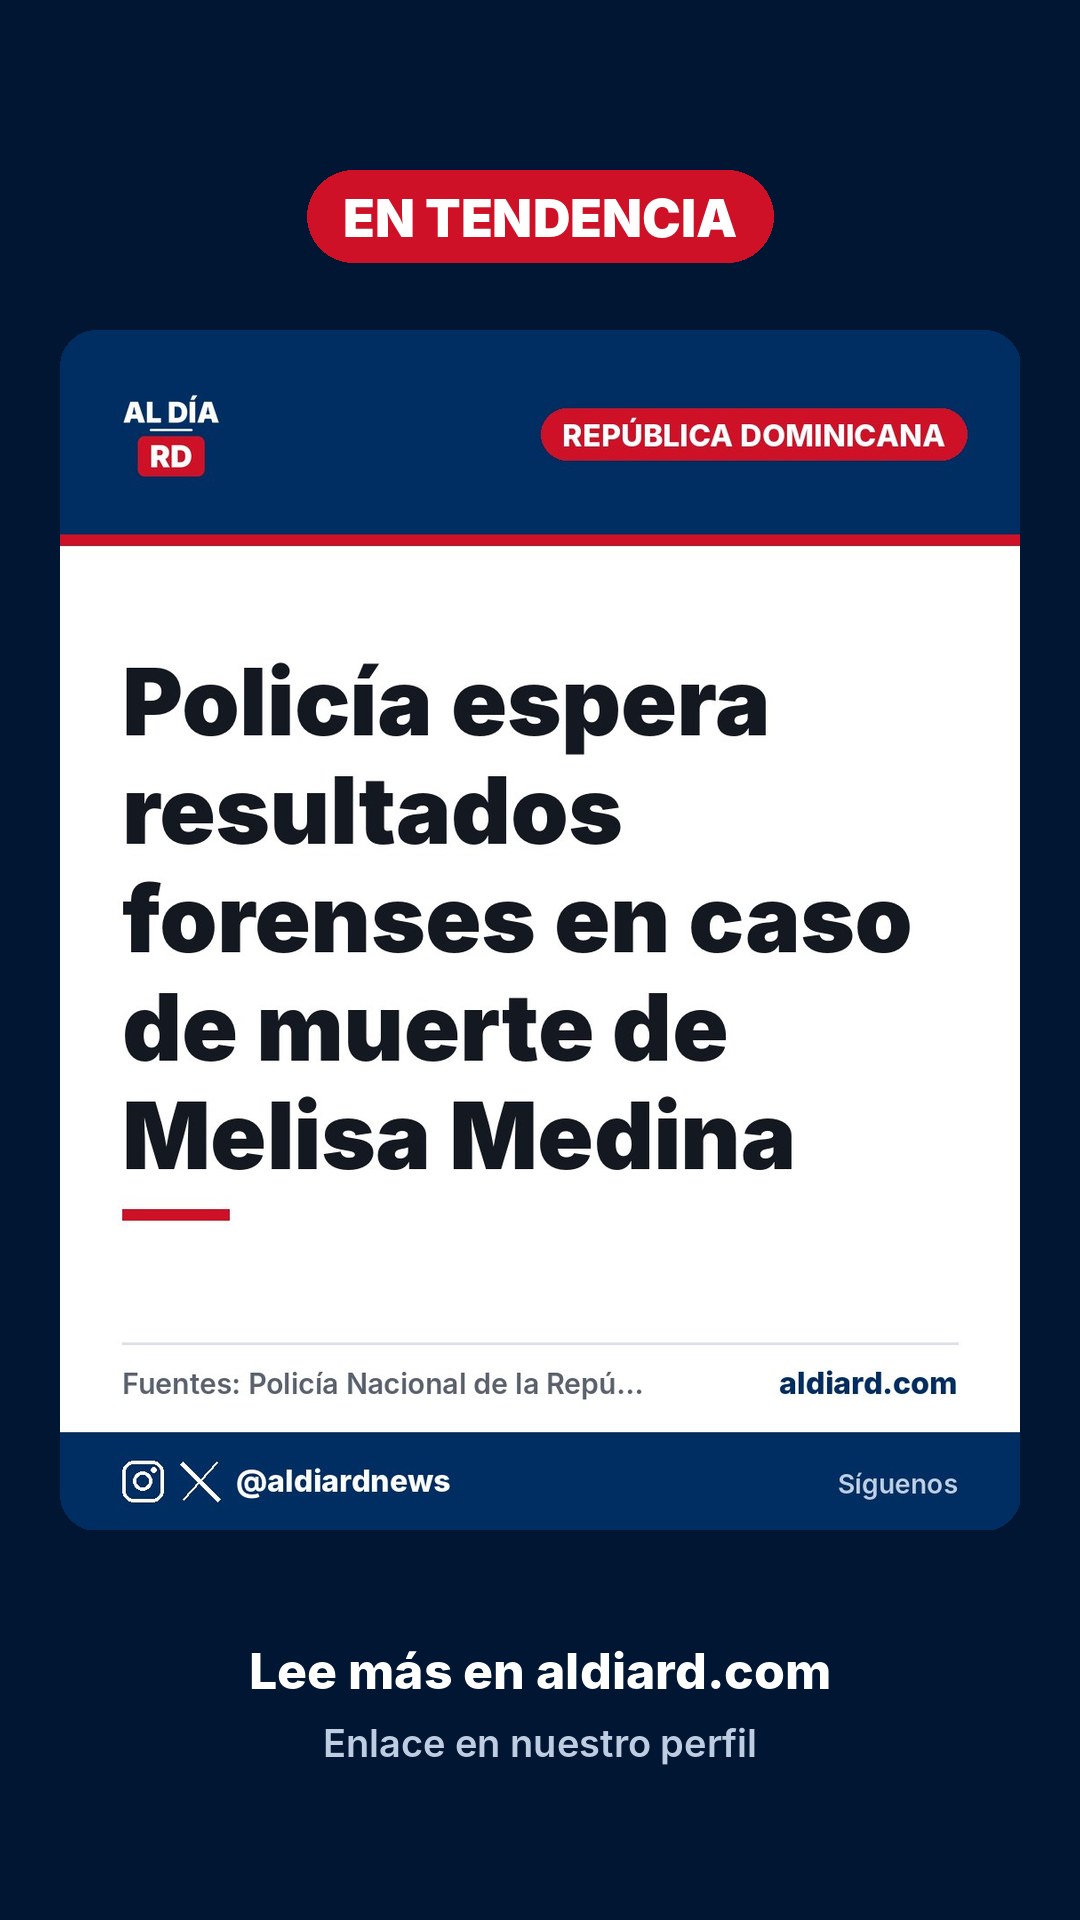 EN TENDENCIA
AL DÍA
RD
REPÚBLICA DOMINICANA
Policía espera
resultados
forenses en caso
de muerte de
Melisa Medina
Fuentes: Policía Nacional de la Repú...
aldiard.com
@aldiardnews
Síguenos
Lee más en aldiard.com
Enlace en nuestro perfil